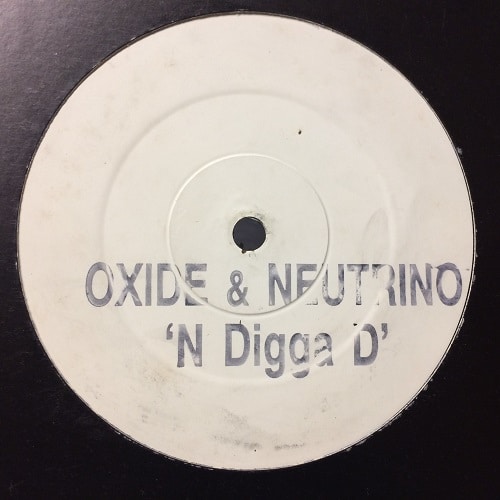 OXIDE & NEUTRINO
'N Digga D'